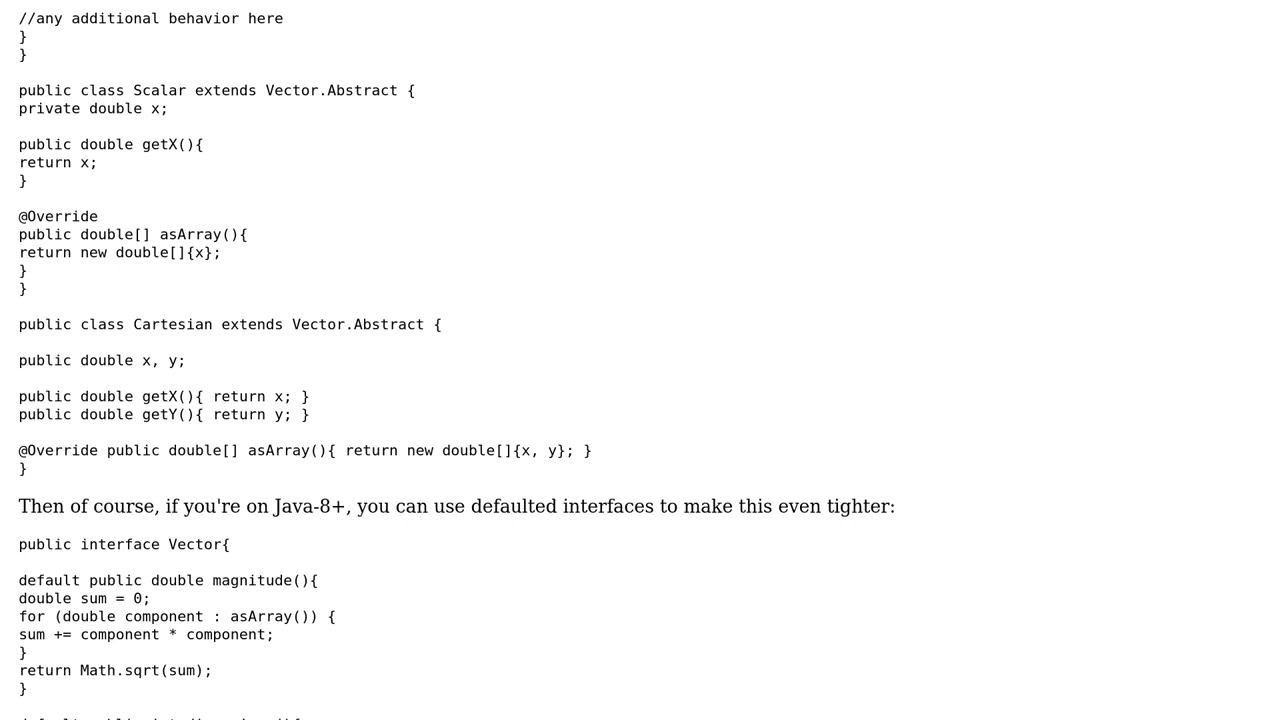 //any additional behavior here
}
}
public class Scalar extends Vector.Abstract {
private double x;
public double getX(){
return x;
}
@Override
public double[] asArray(){
return new double[]{x};
}
}
public class Cartesian extends Vector.Abstract {
public double x, y;
public double getX(){ return x; }
public double getY(){ return y; }
@Override public double[] asArray(){ return new double[]{x, y}; }
}
Then of course, if you're on Java-8+, you can use defaulted interfaces to make this even tighter:
public interface Vector{
default public double magnitude(){
double sum = 0;
for (double component : asArray()) {
sum += component * component;
}
return Math.sqrt(sum);
}